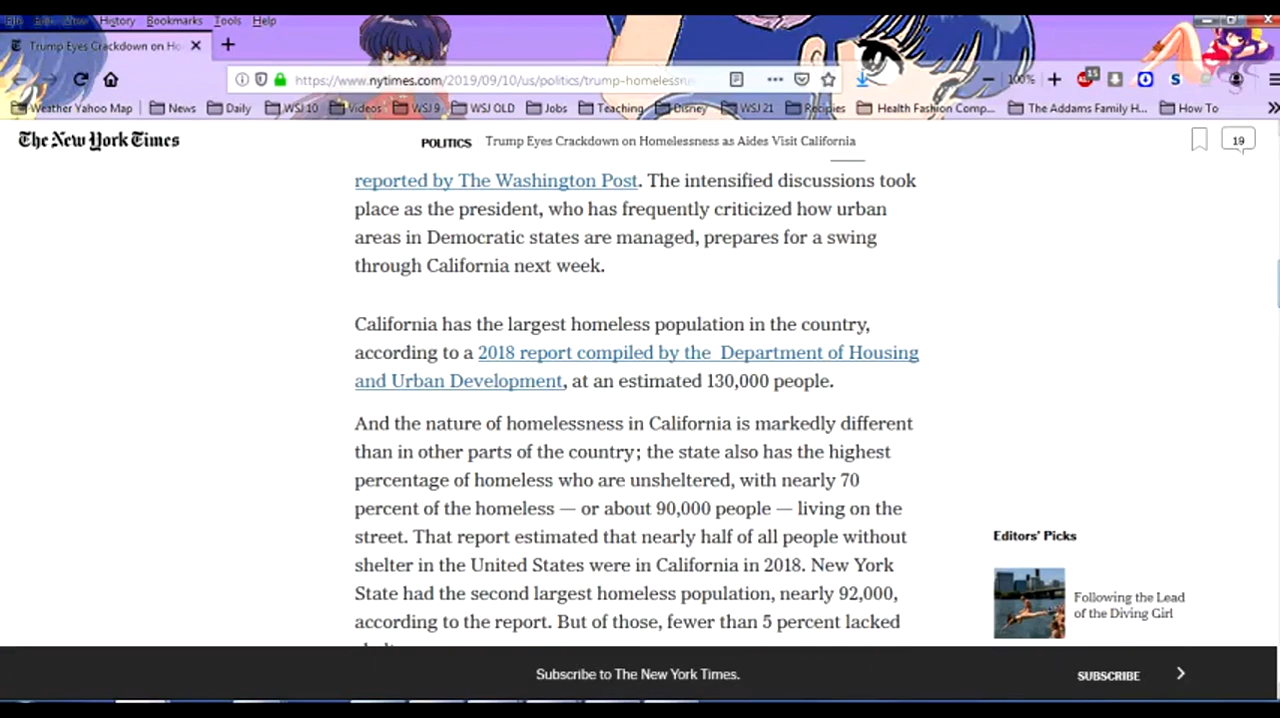 File Edit View History Bookmarks Tools Help
Trump Eyes Crackdown on Ho
https://www.nytimes.com/2019/09/10/us/politics/trump-homelessn
100%
15
Weather Yahoo Map News Daily WSJ 10 Videos WSJ 9 WSJ OLD Jobs Teaching Disney WSJ 21 Recipies Health Fashion Comp... The Addams Family H... How To
The New York Times
POLITICS Trump Eyes Crackdown on Homelessness as Aides Visit California
19
reported by The Washington Post. The intensified discussions took
place as the president, who has frequently criticized how urban
areas in Democratic states are managed, prepares for a swing
through California next week.
California has the largest homeless population in the country,
according to a 2018 report compiled by the Department of Housing
and Urban Development, at an estimated 130,000 people.
And the nature of homelessness in California is markedly different
than in other parts of the country; the state also has the highest
percentage of homeless who are unsheltered, with nearly 70
percent of the homeless — or about 90,000 people — living on the
street. That report estimated that nearly half of all people without
shelter in the United States were in California in 2018. New York
State had the second largest homeless population, nearly 92,000,
according to the report. But of those, fewer than 5 percent lacked
Editors' Picks
Following the Lead
of the Diving Girl
Subscribe to The New York Times.
SUBSCRIBE